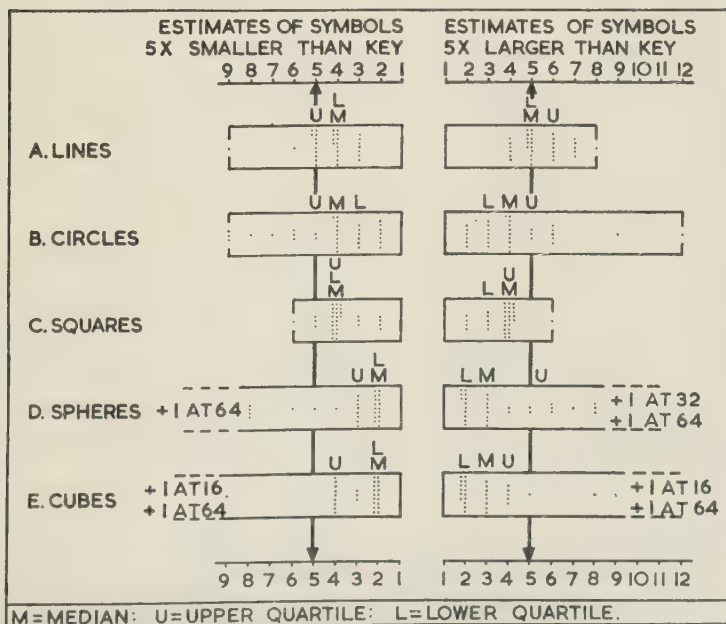 ESTIMATES OF SYMBOLS 5X SMALLER THAN KEY
ESTIMATES OF SYMBOLS 5X LARGER THAN KEY
9 8 7 6 5 4 3 2 1
1 2 3 4 5 6 7 8 9 10 11 12
L
U M
L
M U
A. LINES
U M L
L M U
B. CIRCLES
U
L
M
U
L M
C. SQUARES
L
U M
L M U
D. SPHERES
+1 AT 64
+1 AT 32
+1 AT 64
L
U M
L M U
E. CUBES
+1 AT 16
+1 AT 64
+1 AT 16
+1 AT 64
9 8 7 6 5 4 3 2 1
1 2 3 4 5 6 7 8 9 10 11 12
M=MEDIAN: U=UPPER QUARTILE: L=LOWER QUARTILE.